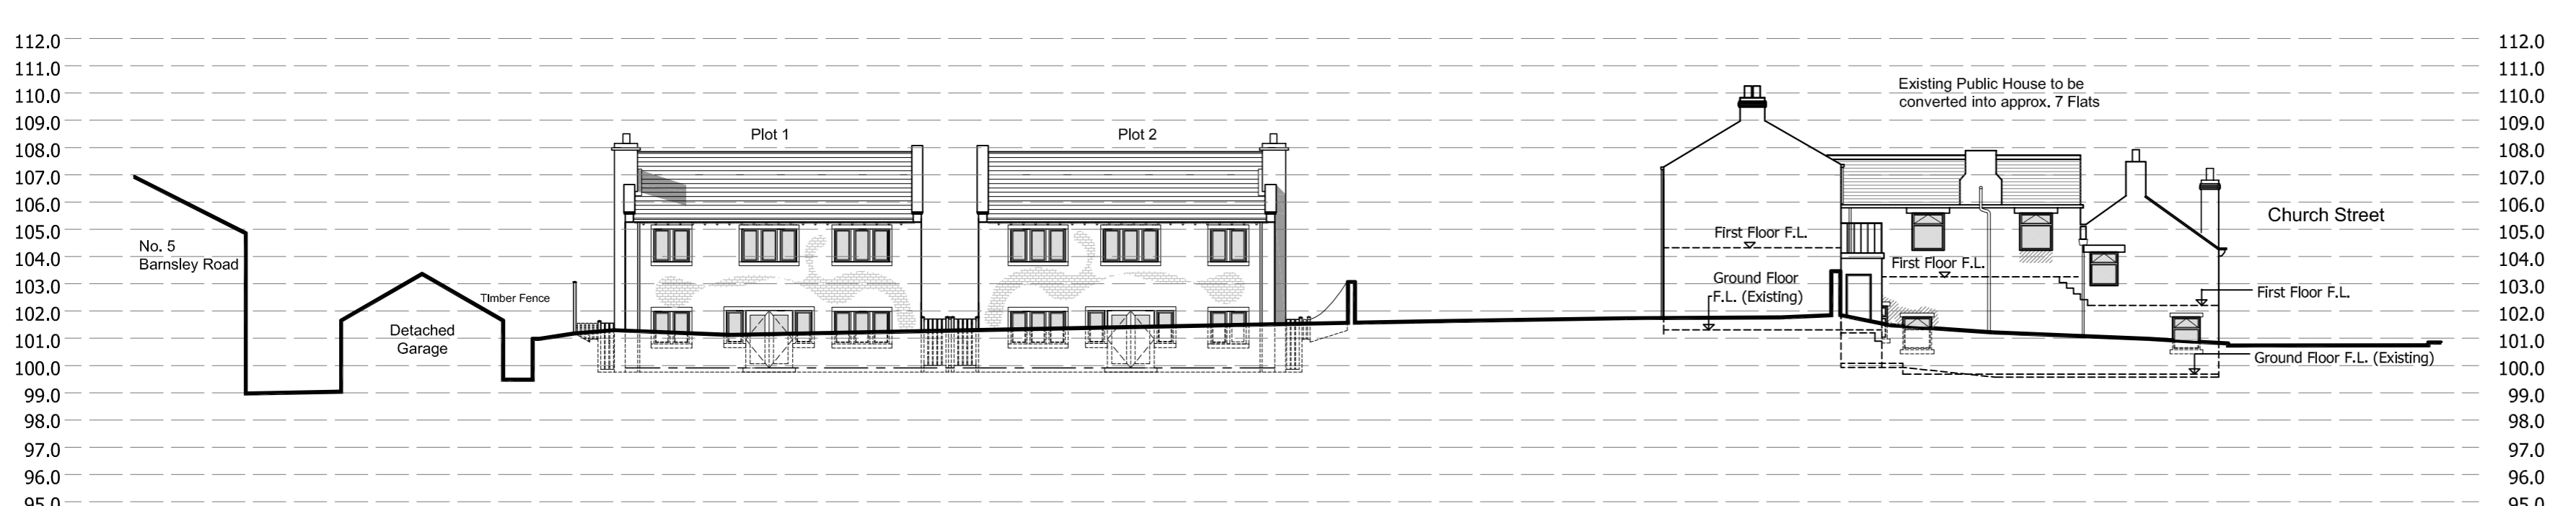 112.0
111.0
110.0
109.0
108.0
107.0
106.0
105.0
104.0
103.0
102.0
101.0
100.0
99.0
98.0
97.0
96.0
95.0
No. 5
Barnsley Road
Detached
Garage
TImber Fence
Plot 1
Plot 2
First Floor F.L.
Ground Floor
F.L. (Existing)
Existing Public House to be
converted into approx. 7 Flats
First Floor F.L.
Church Street
First Floor F.L.
Ground Floor F.L. (Existing)
112.0
111.0
110.0
109.0
108.0
107.0
106.0
105.0
104.0
103.0
102.0
101.0
100.0
99.0
98.0
97.0
96.0
95.0